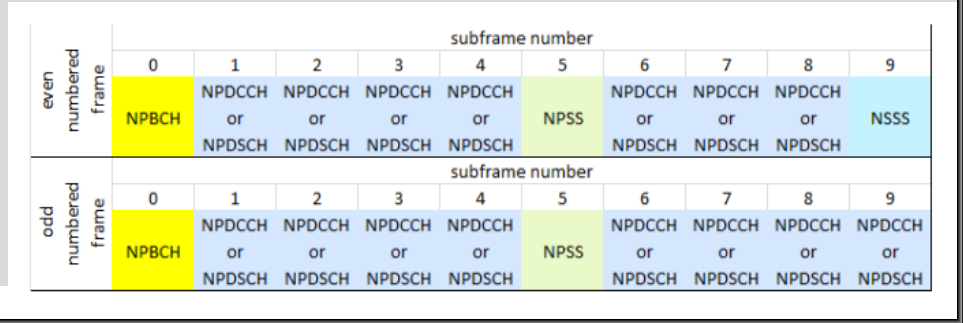 even
numbered
frame
subframe number
0 1 2 3 4 5 6 7 8 9
NPDCCH NPDCCH NPDCCH NPDCCH NPDCCH NPDCCH NPDCCH
NPBCH or or or or NPSS or or or NSSS
NPDSCH NPDSCH NPDSCH NPDSCH NPDSCH NPDSCH NPDSCH
odd
numbered
frame
subframe number
0 1 2 3 4 5 6 7 8 9
NPDCCH NPDCCH NPDCCH NPDCCH NPDCCH NPDCCH NPDCCH NPDCCH
NPBCH or or or or NPSS or or or or
NPDSCH NPDSCH NPDSCH NPDSCH NPDSCH NPDSCH NPDSCH NPDSCH